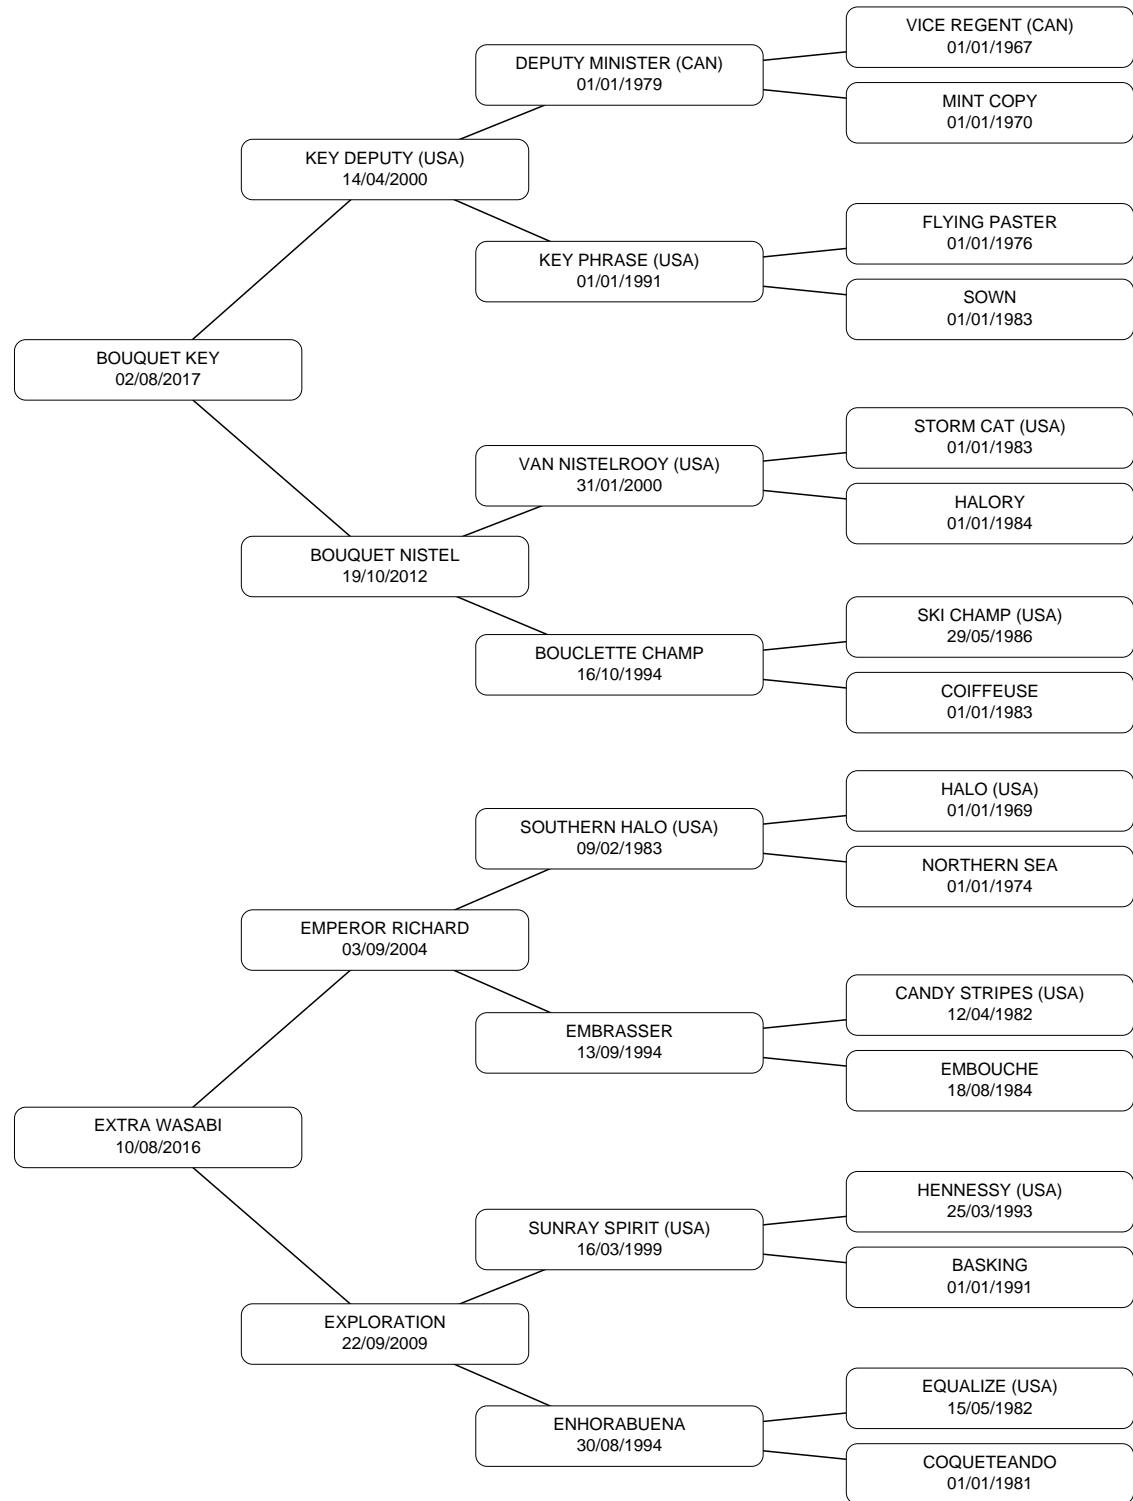 VICE REGENT (CAN)
01/01/1967
DEPUTY MINISTER (CAN)
01/01/1979
MINT COPY
01/01/1970
KEY DEPUTY (USA)
14/04/2000
FLYING PASTER
01/01/1976
KEY PHRASE (USA)
01/01/1991
SOWN
01/01/1983
BOUQUET KEY
02/08/2017
STORM CAT (USA)
01/01/1983
VAN NISTELROOY (USA)
31/01/2000
HALORY
01/01/1984
BOUQUET NISTEL
19/10/2012
SKI CHAMP (USA)
29/05/1986
BOUCLETTE CHAMP
16/10/1994
COIFFEUSE
01/01/1983
HALO (USA)
01/01/1969
SOUTHERN HALO (USA)
09/02/1983
NORTHERN SEA
01/01/1974
EMPEROR RICHARD
03/09/2004
CANDY STRIPES (USA)
12/04/1982
EMBRASSER
13/09/1994
EMBOUCHE
18/08/1984
EXTRA WASABI
10/08/2016
HENNESSY (USA)
25/03/1993
SUNRAY SPIRIT (USA)
16/03/1999
BASKING
01/01/1991
EXPLORATION
22/09/2009
EQUALIZE (USA)
15/05/1982
ENHORABUENA
30/08/1994
COQUETEANDO
01/01/1981